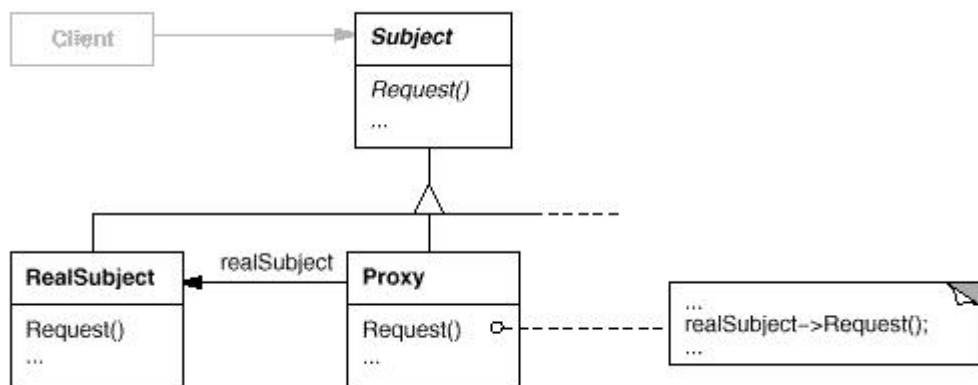 Client
Subject
Request()
...
realSubject
RealSubject
Request()
...
Proxy
Request()
...
...
realSubject->Request();
...